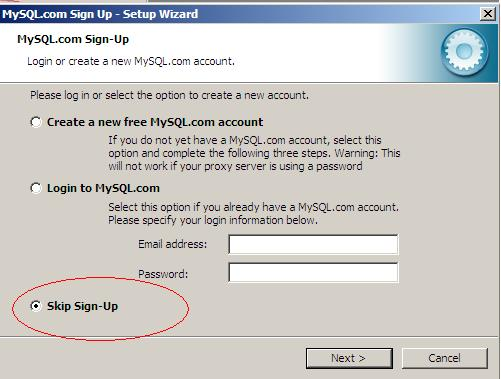 MySQL.com Sign Up - Setup Wizard
MySQL.com Sign-Up
Login or create a new MySQL.com account.
Please log in or select the option to create a new account.
Create a new free MySQL.com account
If you do not yet have a MySQL.com account, select this
option and complete the following three steps. Warning: This
will not work if your proxy server is using a password
Login to MySQL.com
Select this option if you already have a MySQL.com account.
Please specify your login information below.
Email address:
Password:
Skip Sign-Up
Next >
Cancel